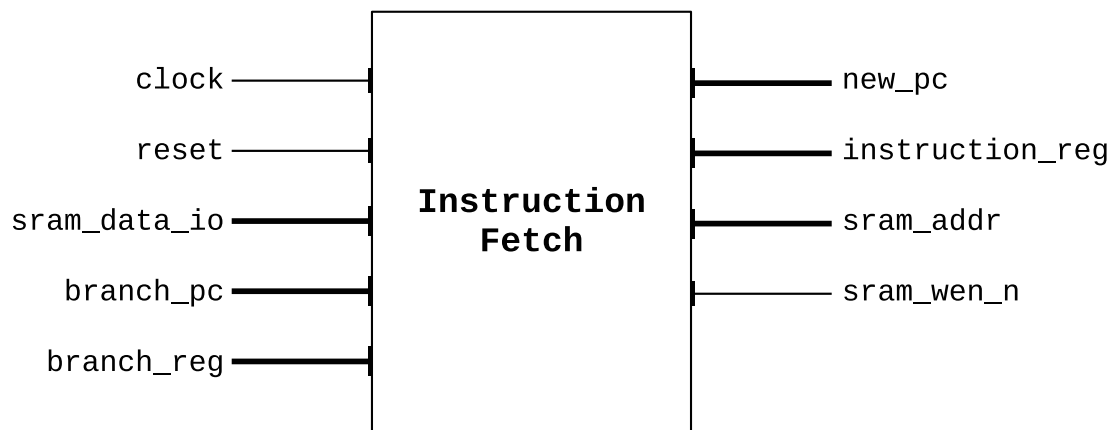 clock
reset
sram_data_io
branch_pc
branch_reg
Instruction
Fetch
new_pc
instruction_reg
sram_addr
sram_wen_n